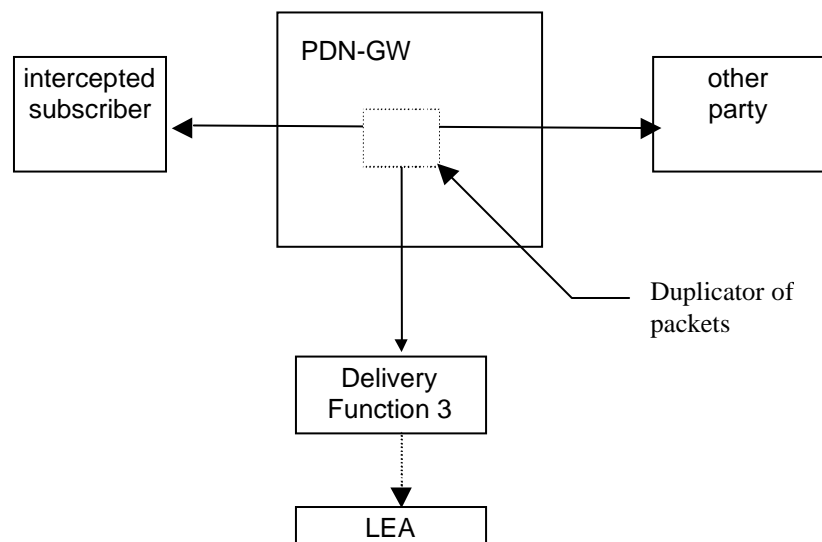 PDN-GW
intercepted
subscriber
other
party
Duplicator of
packets
Delivery
Function 3
LEA